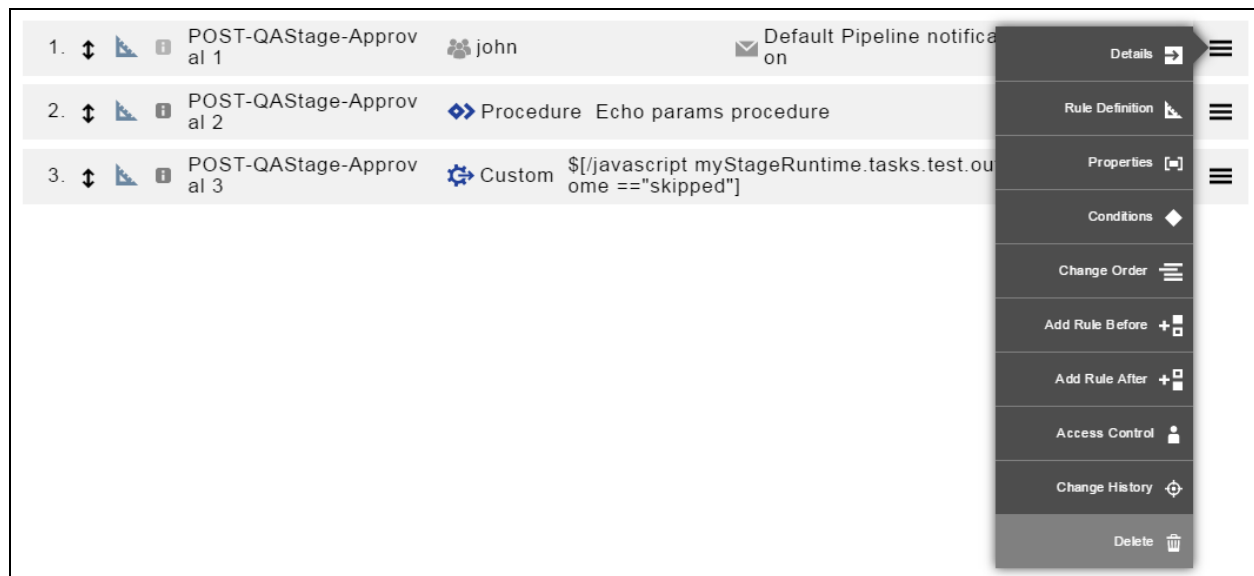 1. POST-QAStage-Approv john Default Pipeline notifica
al 1 on
2. POST-QAStage-Approv Procedure Echo params procedure
al 2
3. POST-QAStage-Approv Custom $[/javascript myStageRuntime.tasks.test.ou
al 3 ome =="skipped"]
Details
Rule Definition
Properties
Conditions
Change Order
Add Rule Before
Add Rule After
Access Control
Change History
Delete